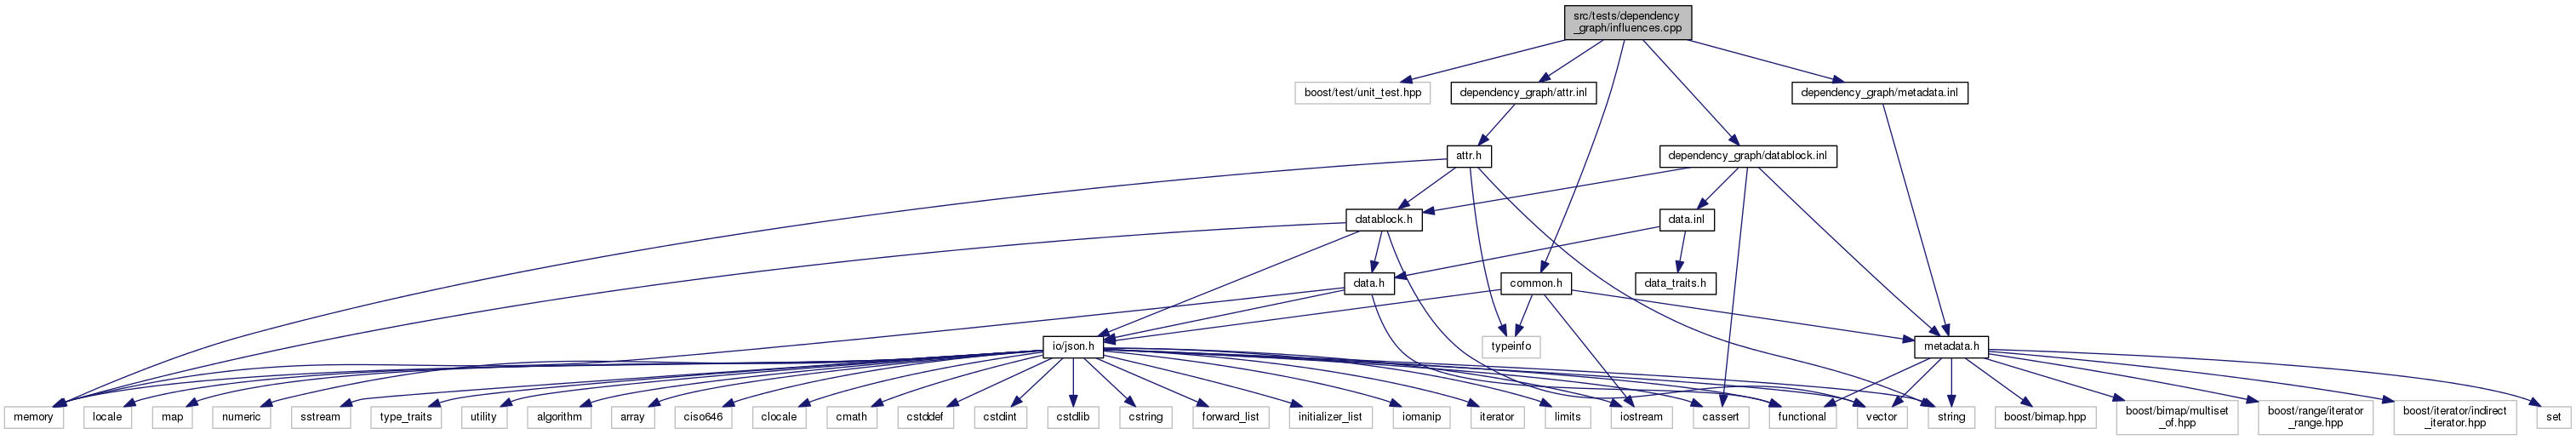 src/tests/dependency
_graph/influences.cpp
boost/test/unit_test.hpp
dependency_graph/attr.inl
dependency_graph/metadata.inl
attr.h
dependency_graph/datablock.inl
datablock.h
data.inl
data.h
common.h
data_traits.h
io/json.h
typeinfo
metadata.h
memory
locale
map
numeric
sstream
type_traits
utility
algorithm
array
ciso646
clocale
cmath
cstddef
cstdint
cstdlib
cstring
forward_list
initializer_list
iomanip
iterator
limits
iostream
cassert
functional
vector
string
boost/bimap.hpp
boost/bimap/multiset
_of.hpp
boost/range/iterator
_range.hpp
boost/iterator/indirect
_iterator.hpp
set